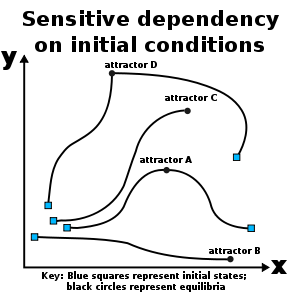 Sensitive dependency
on initial conditions
y
attractor D
attractor C
attractor A
attractor B
x
Key: Blue squares represent initial states;
black circles represent equilibria